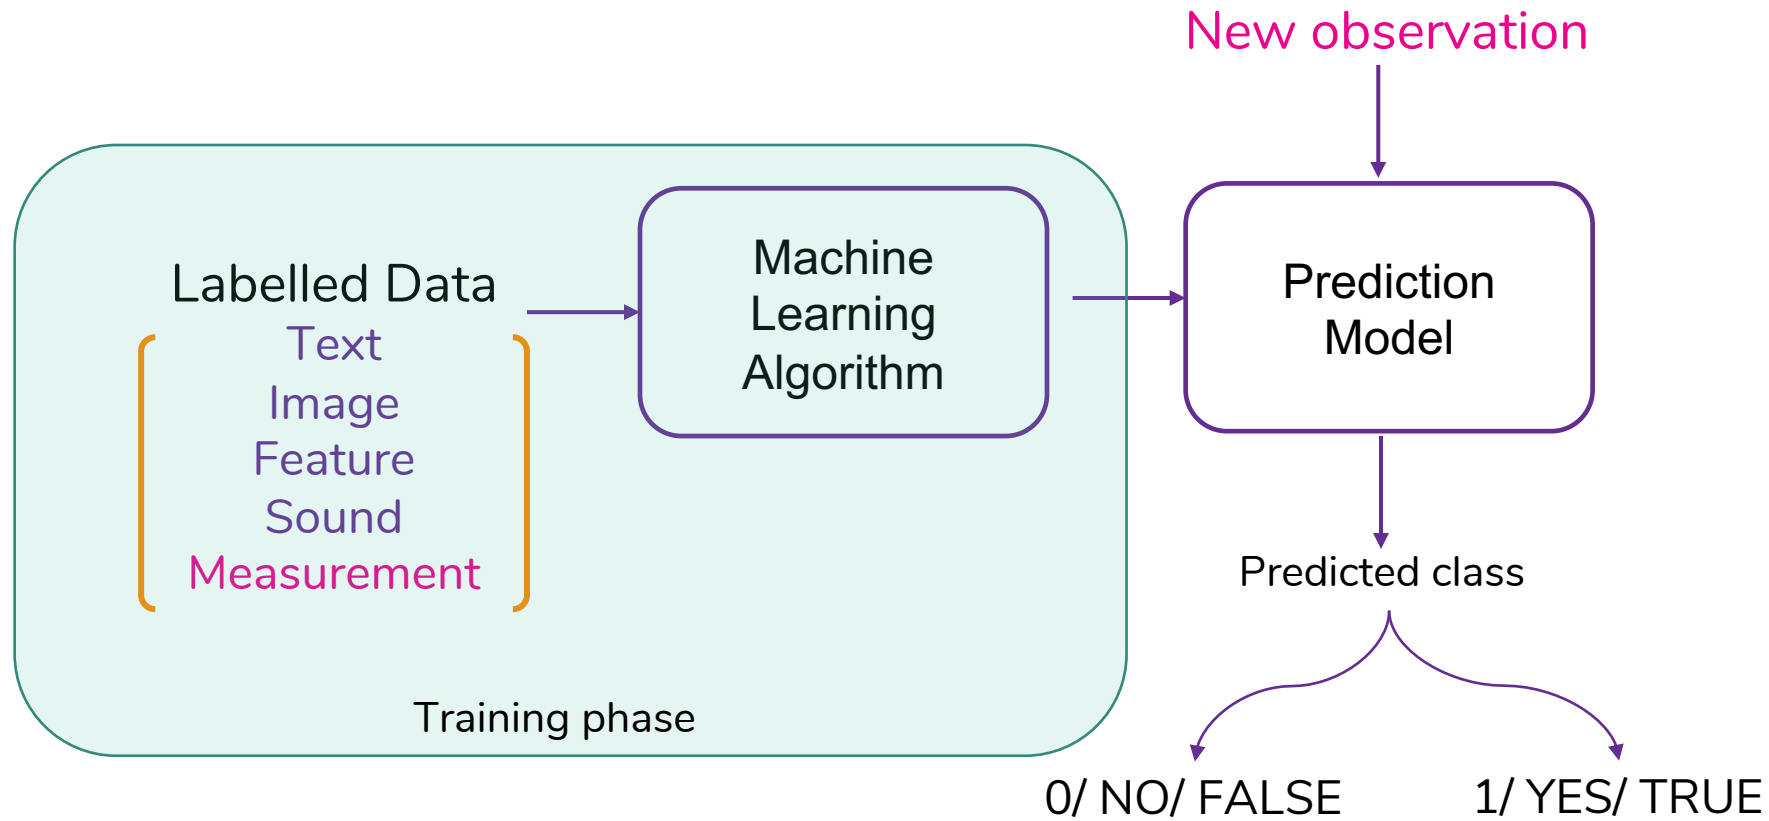 New observation
Labelled Data
Text
Image
Feature
Sound
Measurement
Machine
Learning
Algorithm
Prediction
Model
Predicted class
Training phase
0/ NO/ FALSE
1/ YES/ TRUE